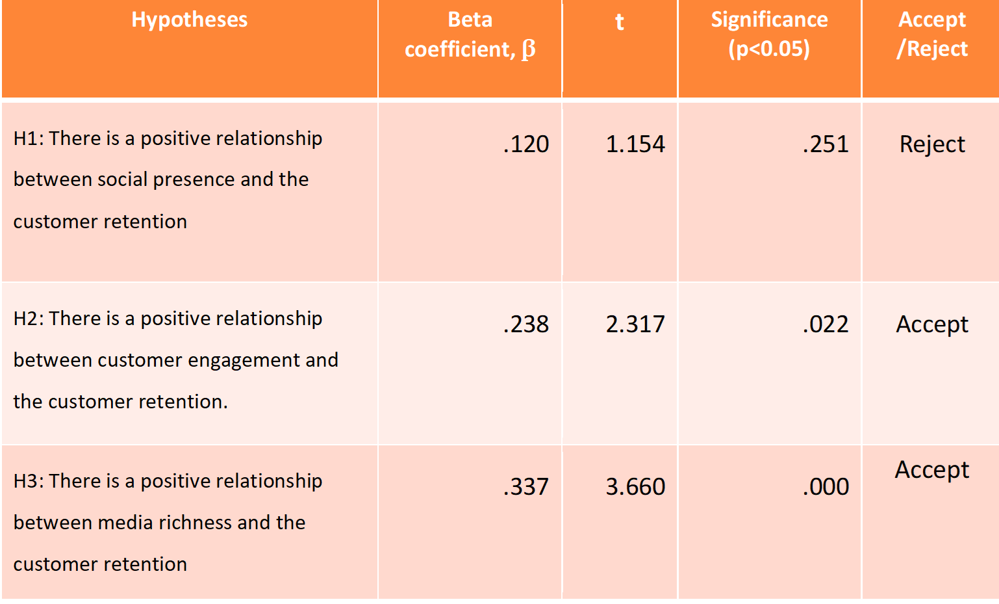 Hypotheses
Beta
coefficient, β
t
Significance
(p<0.05)
Accept
/Reject
H1: There is a positive relationship
between social presence and the
customer retention
.120
1.154
.251
Reject
H2: There is a positive relationship
between customer engagement and
the customer retention.
.238
2.317
.022
Accept
H3: There is a positive relationship
between media richness and the
customer retention
.337
3.660
.000
Accept